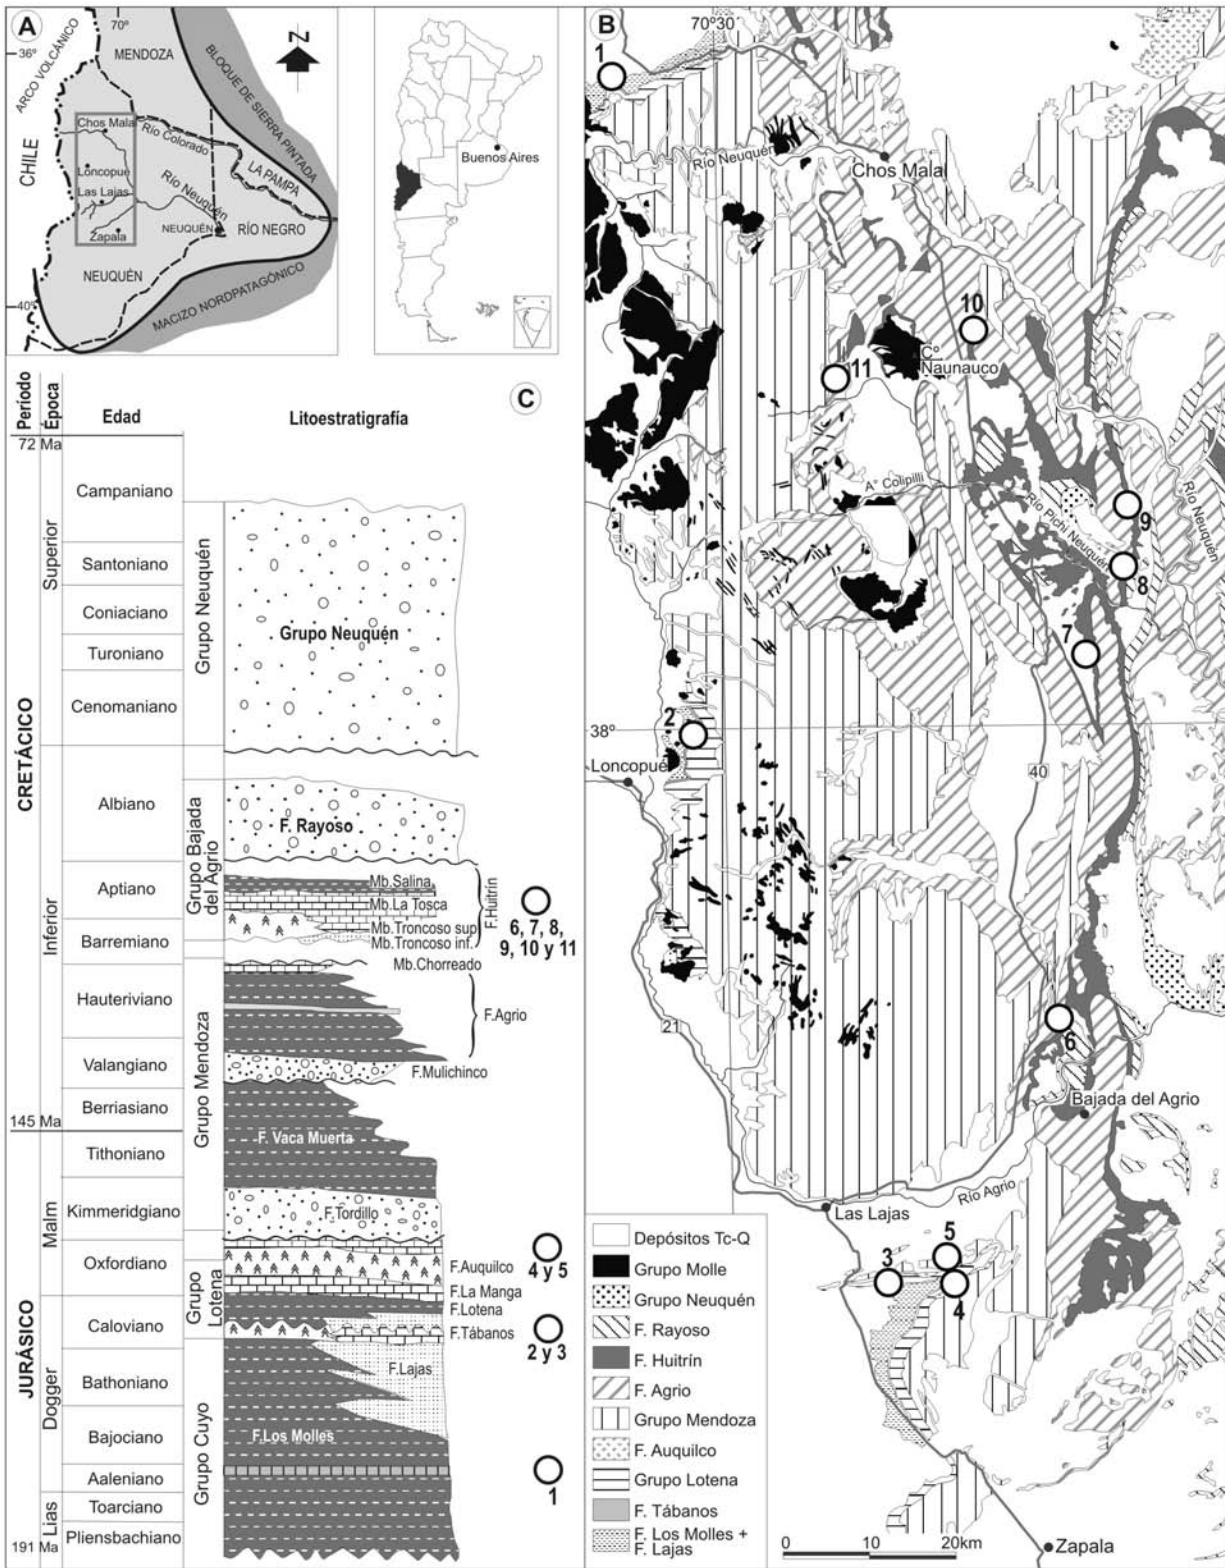 A
70º
36º
ARCO VOLCÁNICO
MENDOZA
BLOQUE DE SIERRA PINTADA
N
CHILE
Chos Malal
Río Colorado
LA PAMPA
Loncopué
Las Lajas
Río Neuquén
Zapala
NEUQUÉN
RÍO NEGRO
NEUQUÉN
MACIZO NORDPATAGÓNICO
40º
Buenos Aires
C
Período
Época
Edad
Litoestratigrafía
72 Ma
CRETÁCICO
Superior
Campaniano
Santoniano
Coniaciano
Turoniano
Cenomaniano
Grupo Neuquén
Grupo Neuquén
Inferior
Albiano
Aptiano
Barremiano
Hauteriviano
Valangiano
Berriasiano
145 Ma
Grupo Bajada
del Agrio
F. Rayoso
Mb.Salina
Mb.La Tosca
Mb.Troncoso sup.
Mb.Troncoso inf.
F.Huitrín
6, 7, 8,
9, 10 y 11
Mb.Chorreado
F.Agrio
Grupo Mendoza
F.Mulichinco
F. Vaca Muerta
JURÁSICO
Malm
Tithoniano
Kimmeridgiano
Oxfordiano
F.Tordillo
Grupo
Lotena
F.Auquilco
4 y 5
F.La Manga
F.Lotena
Dogger
Caloviano
F.Tábanos
2 y 3
Bathoniano
Bajociano
Aaleniano
Grupo Cuyo
F.Lajas
F.Los Molles
1
Lias
Toarciano
Pliensbachiano
191 Ma
B
70º30
1
Río Neuquén
Chos Malal
10
Cº
Naunauco
11
Aº Colipilli
Río Pichi Neuquén
Río Neuquén
9
8
7
2
38º
Loncopué
40
21
6
Bajada del Agrio
Río Agrio
Las Lajas
5
3
4
Depósitos Tc-Q
Grupo Molle
Grupo Neuquén
F. Rayoso
F. Huitrín
F. Agrio
Grupo Mendoza
F. Auquilco
Grupo Lotena
F. Tábanos
F. Los Molles +
F. Lajas
0 10 20km
Zapala